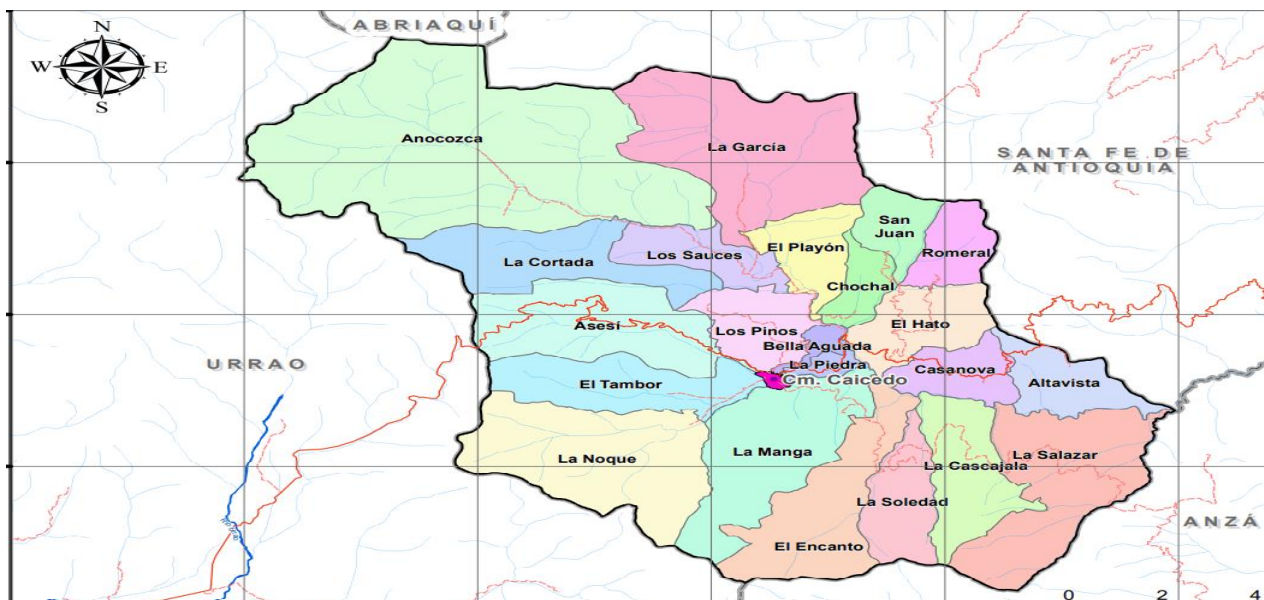 ABRIAQUÍ
N
W E
S
Anocozca
La García
SANTA FE DE
ANTIOQUIA
San
Juan
El Playón
Romeral
Los Sauces
La Cortada
Chochal
El Hato
Asesí
Los Pinos
Bella Aguada
URRAO
La Piedra
Casanova
Cm. Caicedo
Altavista
El Tambor
La Manga
La Salazar
La Noque
La Cascajala
La Soledad
ANZÁ
El Encanto
0 2 4